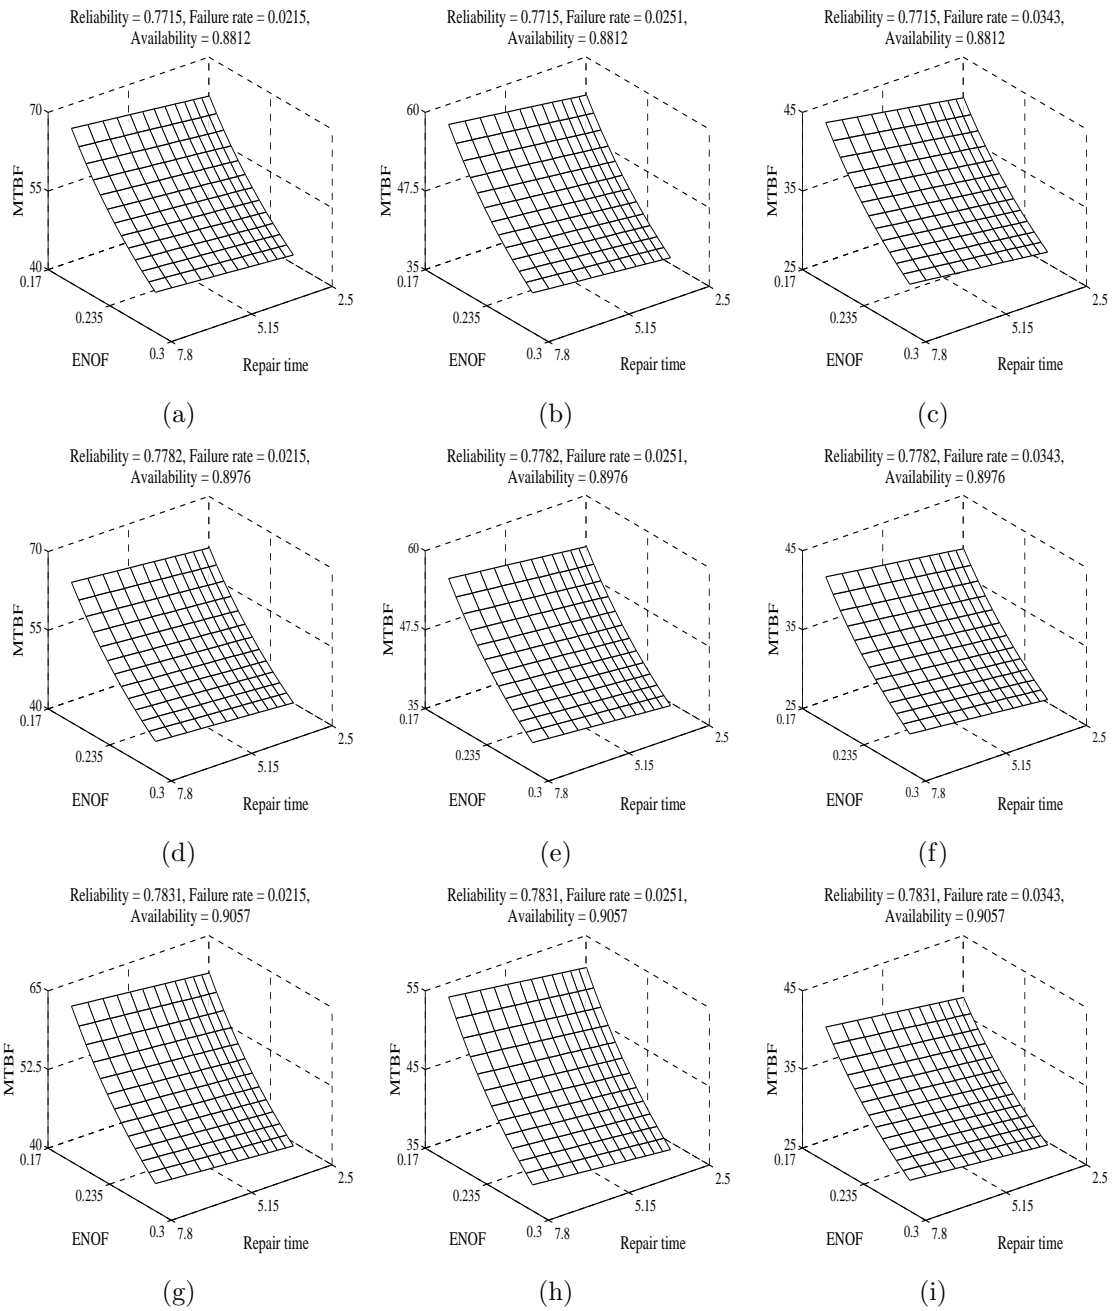 Reliability = 0.7715, Failure rate = 0.0215,
Availability = 0.8812
70
55
40
MTBF
0.17
0.235
0.3
ENOF
7.8
5.15
2.5
Repair time
(a)
Reliability = 0.7715, Failure rate = 0.0251,
Availability = 0.8812
60
47.5
35
MTBF
0.17
0.235
0.3
ENOF
7.8
5.15
2.5
Repair time
(b)
Reliability = 0.7715, Failure rate = 0.0343,
Availability = 0.8812
45
35
25
MTBF
0.17
0.235
0.3
ENOF
7.8
5.15
2.5
Repair time
(c)
Reliability = 0.7782, Failure rate = 0.0215,
Availability = 0.8976
70
55
40
MTBF
0.17
0.235
0.3
ENOF
7.8
5.15
2.5
Repair time
(d)
Reliability = 0.7782, Failure rate = 0.0251,
Availability = 0.8976
60
47.5
35
MTBF
0.17
0.235
0.3
ENOF
7.8
5.15
2.5
Repair time
(e)
Reliability = 0.7782, Failure rate = 0.0343,
Availability = 0.8976
45
35
25
MTBF
0.17
0.235
0.3
ENOF
7.8
5.15
2.5
Repair time
(f)
Reliability = 0.7831, Failure rate = 0.0215,
Availability = 0.9057
65
52.5
40
MTBF
0.17
0.235
0.3
ENOF
7.8
5.15
2.5
Repair time
(g)
Reliability = 0.7831, Failure rate = 0.0251,
Availability = 0.9057
55
45
35
MTBF
0.17
0.235
0.3
ENOF
7.8
5.15
2.5
Repair time
(h)
Reliability = 0.7831, Failure rate = 0.0343,
Availability = 0.9057
45
35
25
MTBF
0.17
0.235
0.3
ENOF
7.8
5.15
2.5
Repair time
(i)